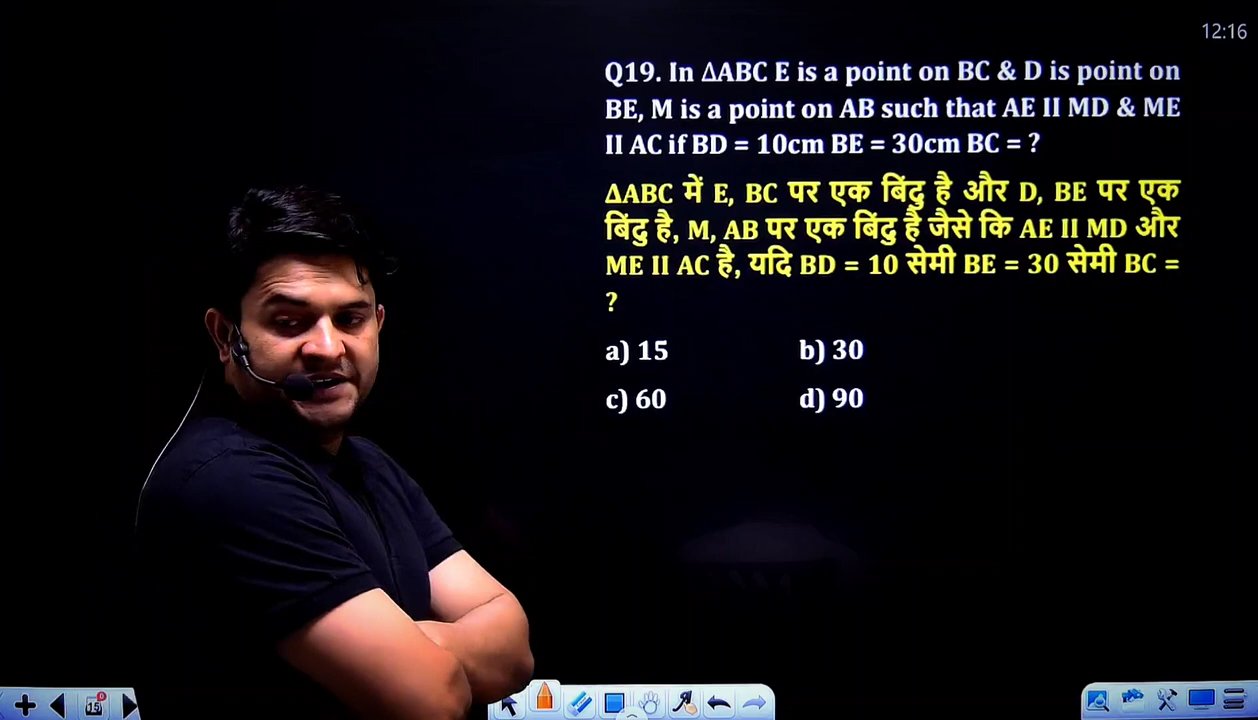 12:16
Q19. In ΔABC E is a point on BC & D is point on
BE, M is a point on AB such that AE II MD & ME
II AC if BD = 10cm BE = 30cm BC = ?
ΔABC में E, BC पर एक बिंदु है और D, BE पर एक
बिंदु है, M, AB पर एक बिंदु है जैसे कि AE II MD और
ME II AC है, यदि BD = 10 सेमी BE = 30 सेमी BC =
?
a) 15 b) 30
c) 60 d) 90
15